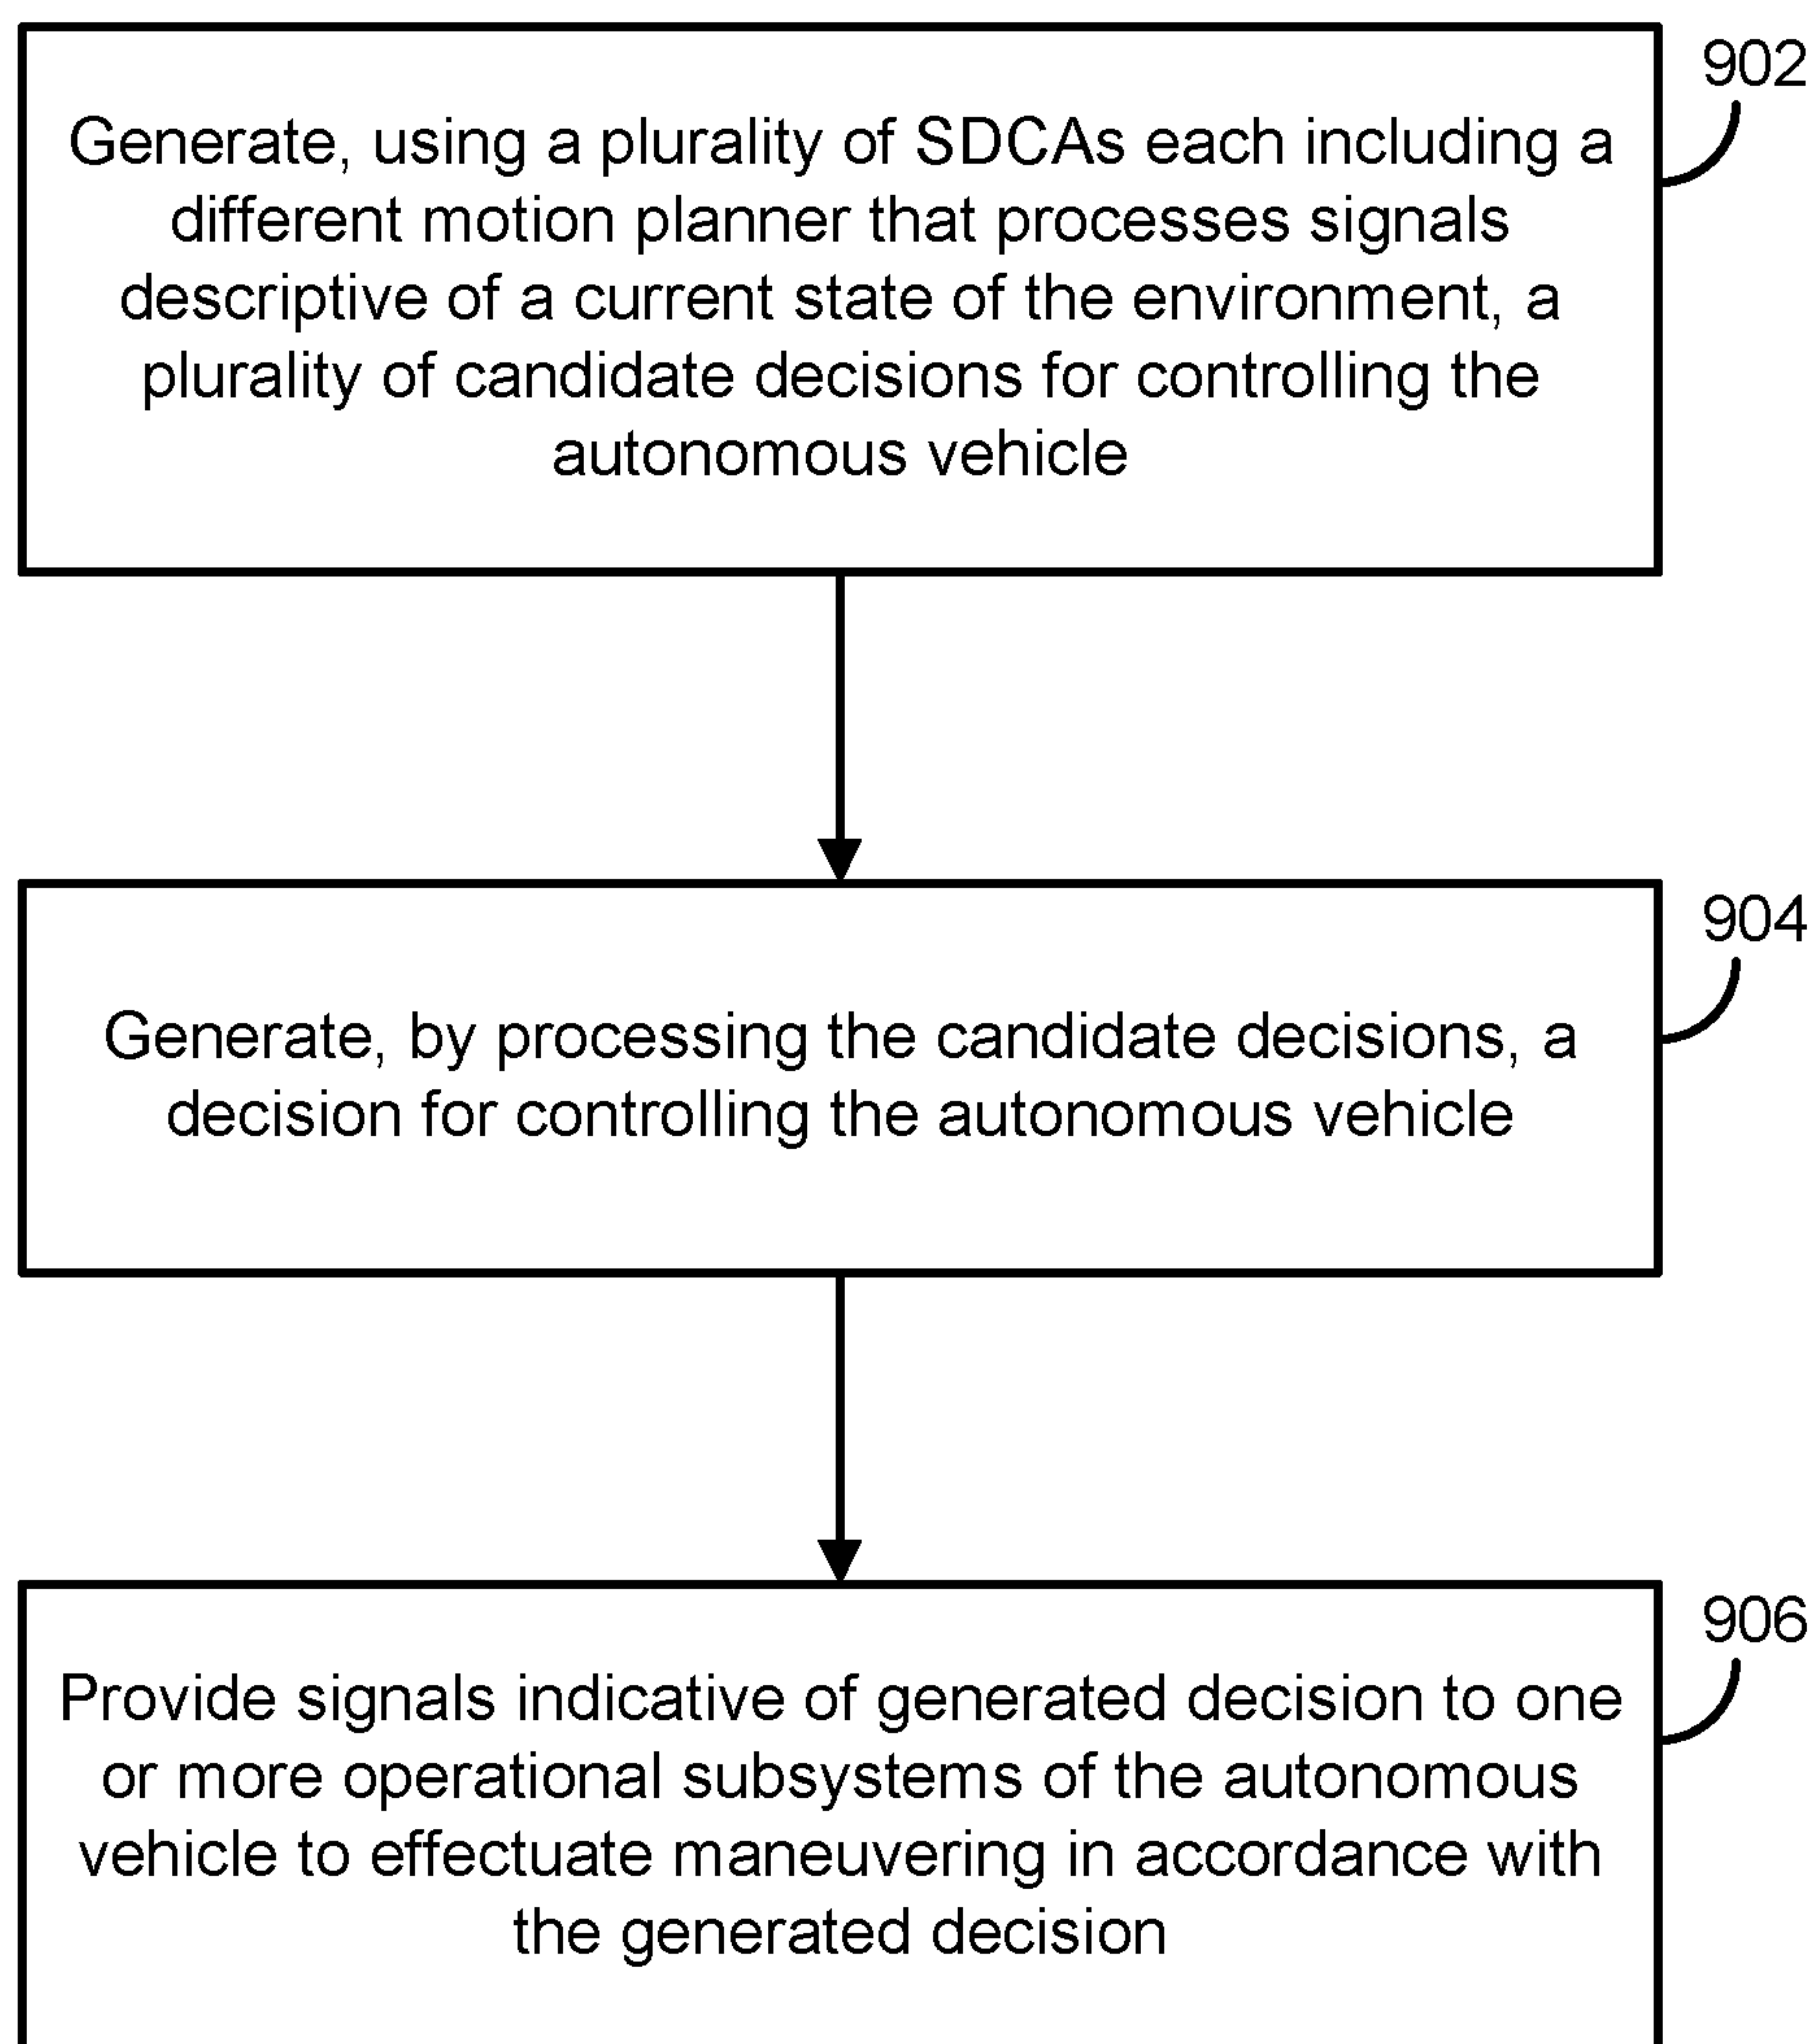 902
Generate, using a plurality of SDCAs each including a
different motion planner that processes signals
descriptive of a current state of the environment, a
plurality of candidate decisions for controlling the
autonomous vehicle
904
Generate, by processing the candidate decisions, a
decision for controlling the autonomous vehicle
906
Provide signals indicative of generated decision to one
or more operational subsystems of the autonomous
vehicle to effectuate maneuvering in accordance with
the generated decision